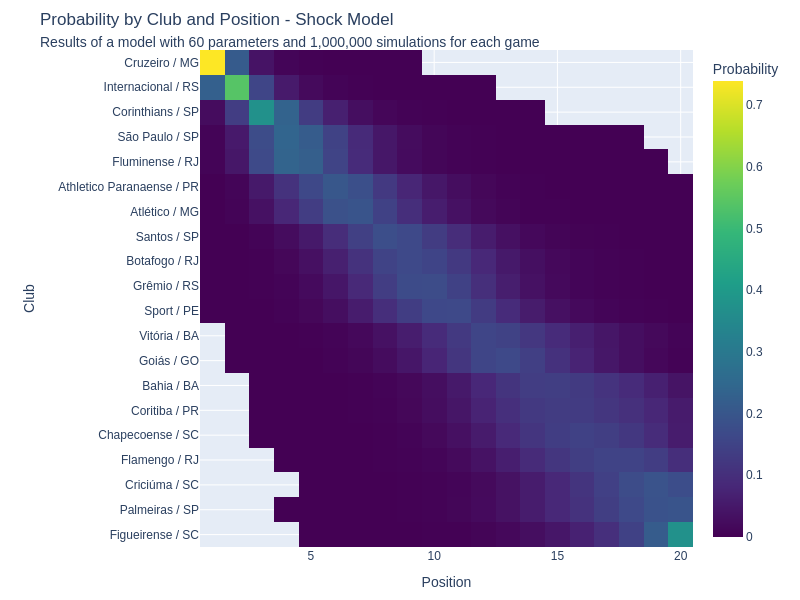 Probability by Club and Position - Shock Model
Results of a model with 60 parameters and 1,000,000 simulations for each game
Cruzeiro / MG
Internacional / RS
Corinthians / SP
São Paulo / SP
Fluminense / RJ
Athletico Paranaense / PR
Atlético / MG
Santos / SP
Botafogo / RJ
Grêmio / RS
Sport / PE
Vitória / BA
Goiás / GO
Bahia / BA
Coritiba / PR
Chapecoense / SC
Flamengo / RJ
Criciúma / SC
Palmeiras / SP
Figueirense / SC
Club
5 10 15 20
Position
Probability
0.7
0.6
0.5
0.4
0.3
0.2
0.1
0